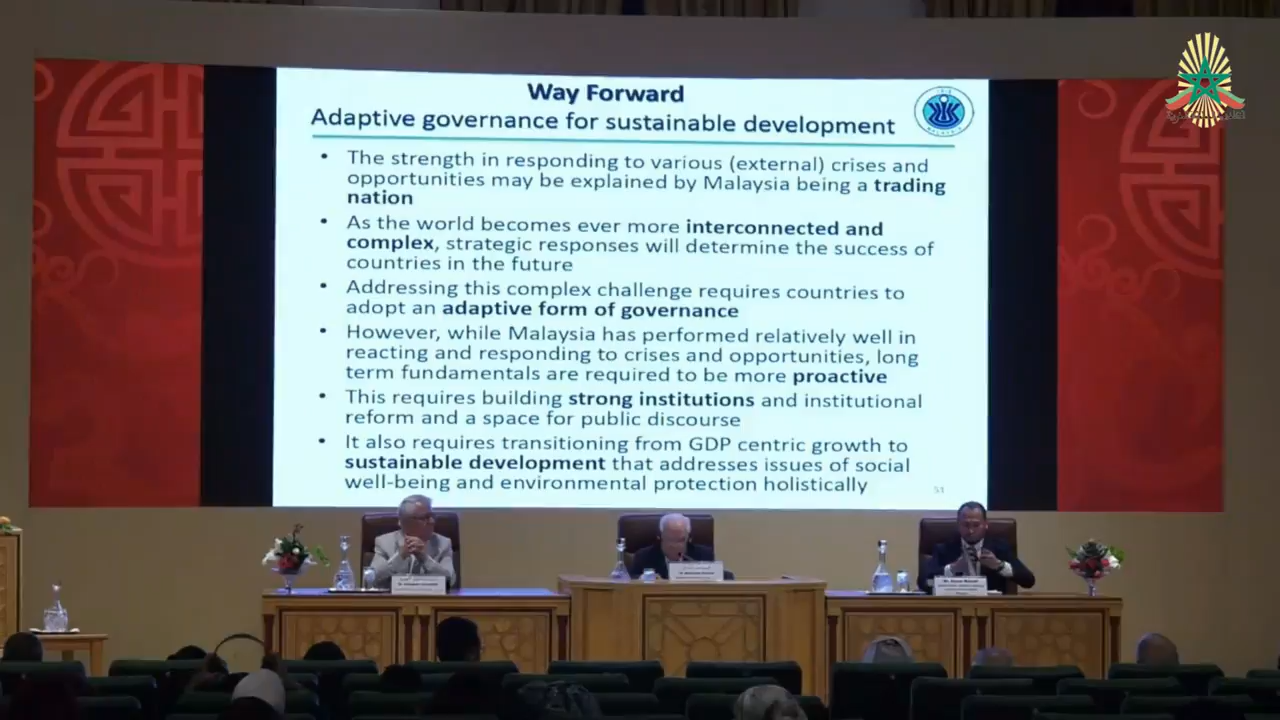 Way Forward
Adaptive governance for sustainable development
• The strength in responding to various (external) crises and
opportunities may be explained by Malaysia being a trading
nation
• As the world becomes ever more interconnected and
complex, strategic responses will determine the success of
countries in the future
• Addressing this complex challenge requires countries to
adopt an adaptive form of governance
• However, while Malaysia has performed relatively well in
reacting and responding to crises and opportunities, long
term fundamentals are required to be more proactive
• This requires building strong institutions and institutional
reform and a space for public discourse
• It also requires transitioning from GDP centric growth to
sustainable development that addresses issues of social
well-being and environmental protection holistically
MALAYSIA